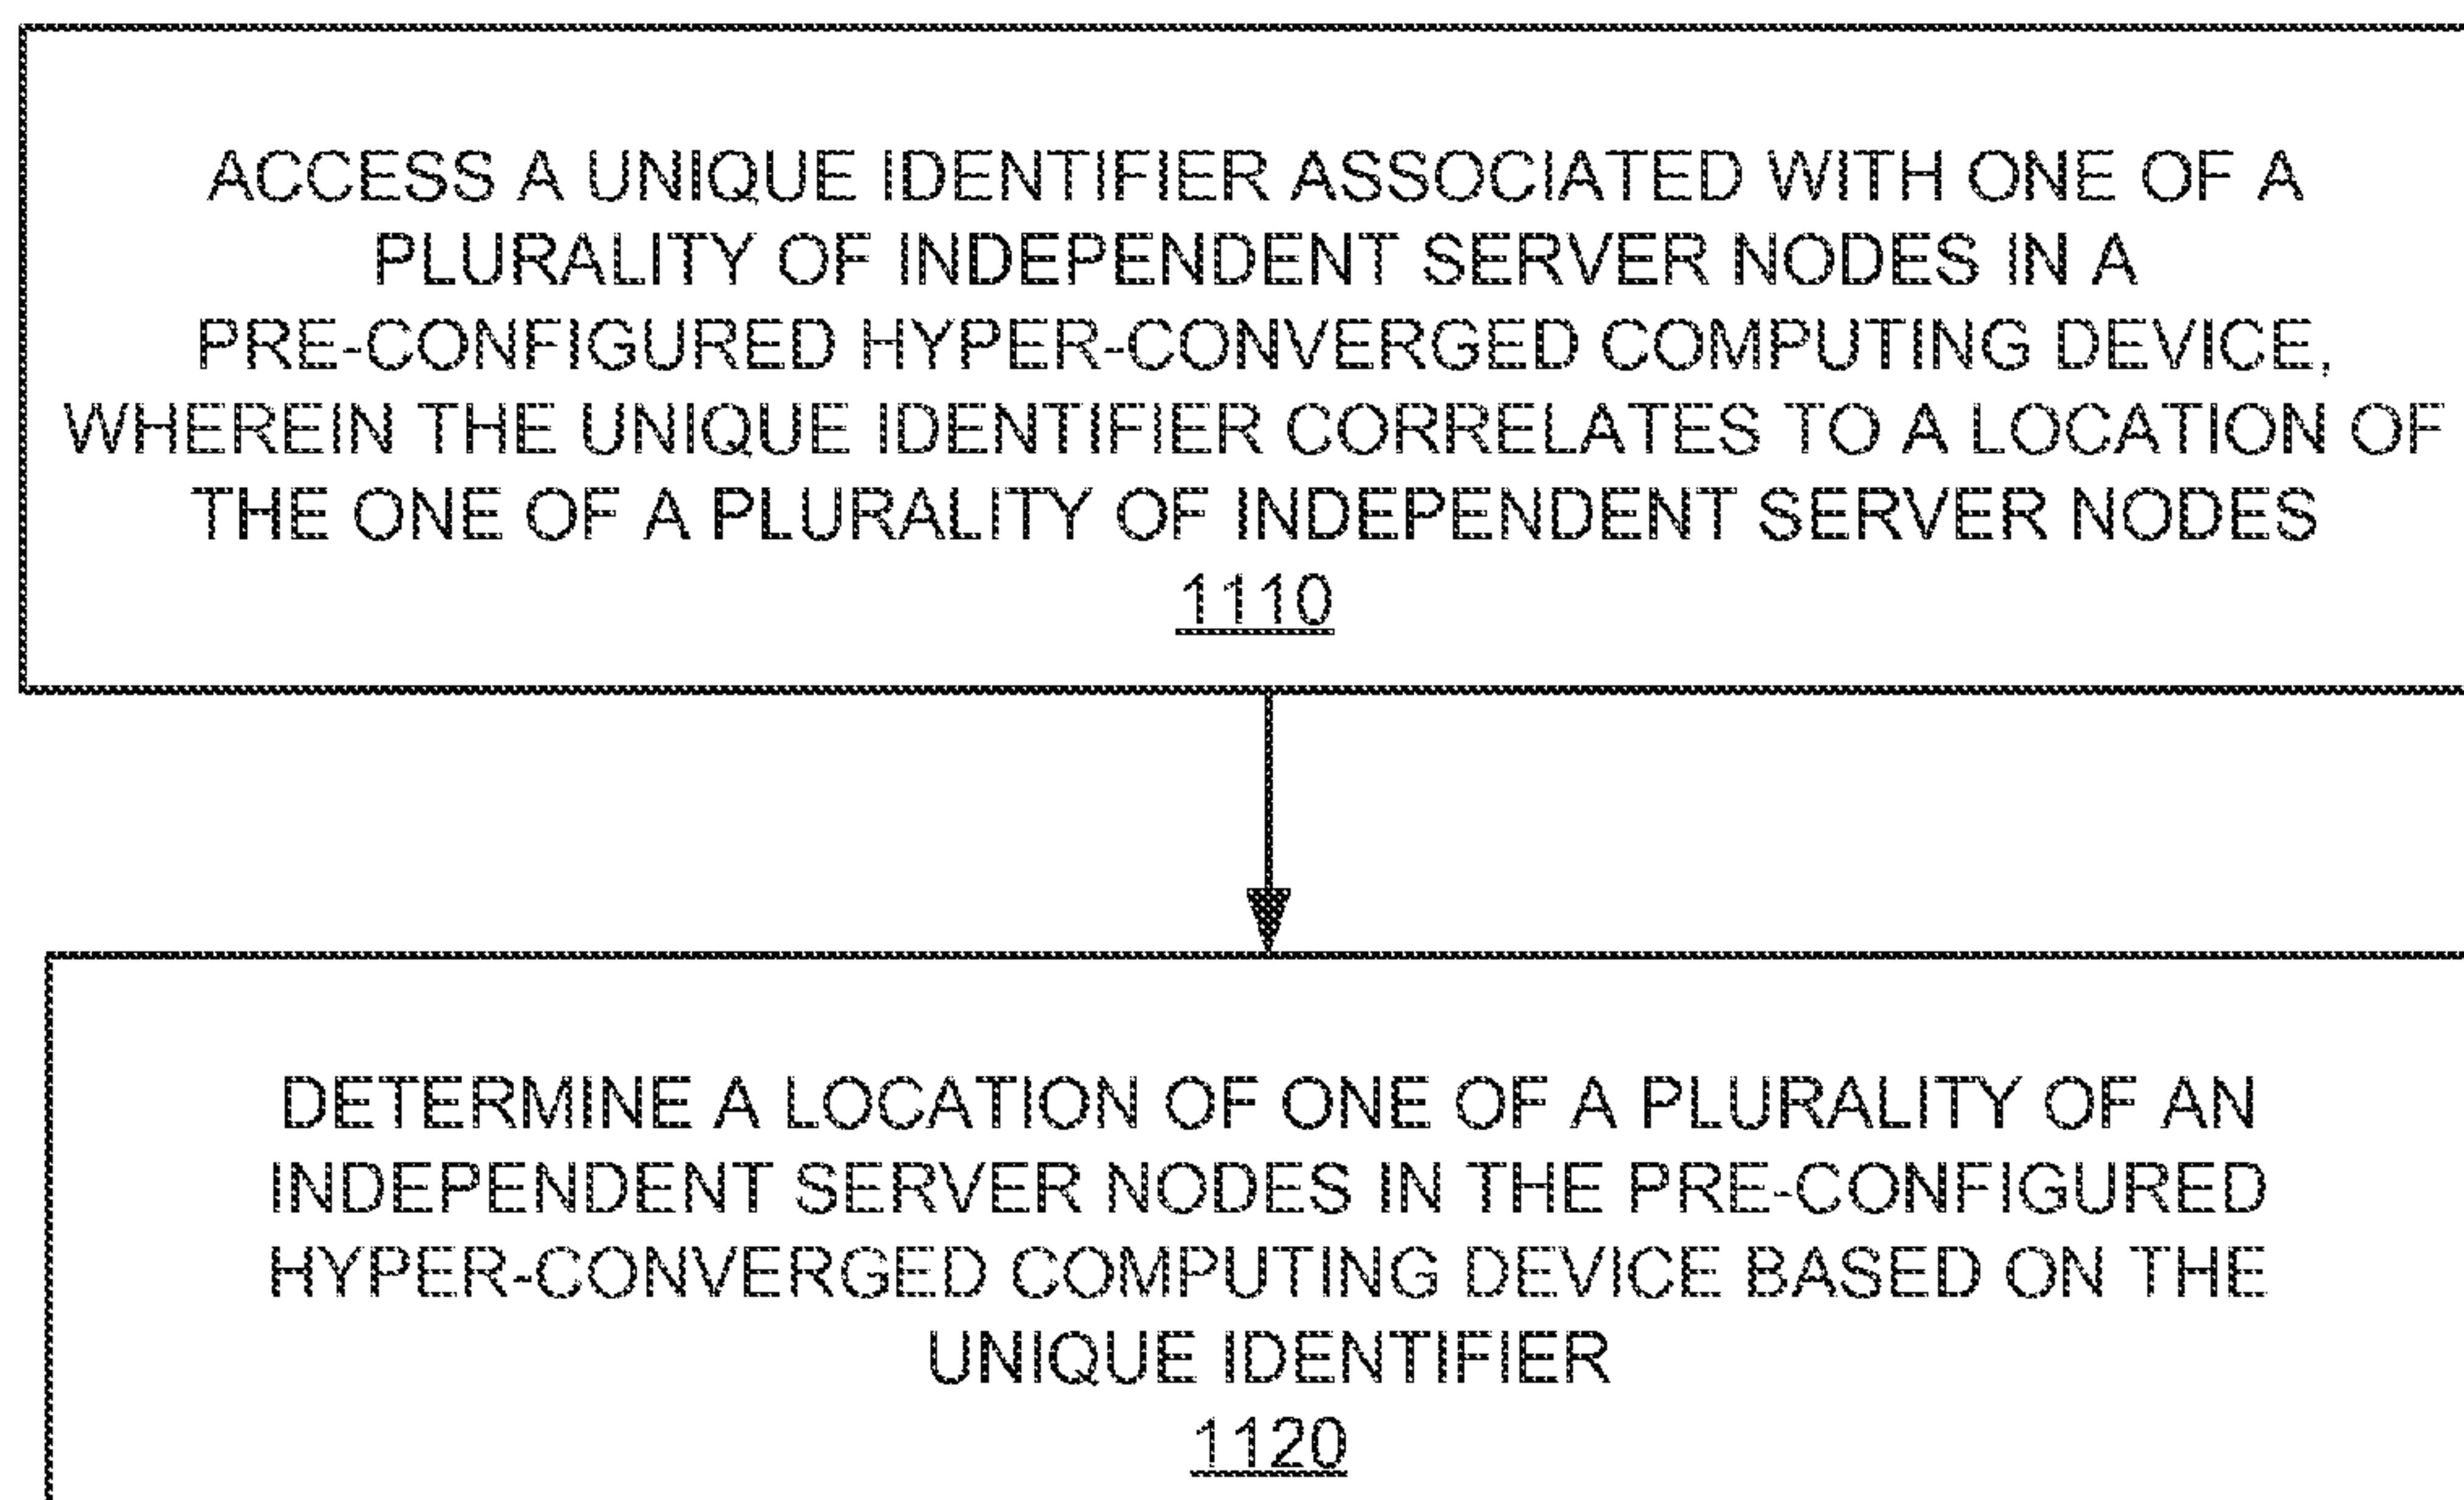 ACCESS A UNIQUE IDENTIFIER ASSOCIATED WITH ONE OF A
PLURALITY OF INDEPENDENT SERVER NODES IN A
PRE-CONFIGURED HYPER-CONVERGED COMPUTING DEVICE,
WHEREIN THE UNIQUE IDENTIFIER CORRELATES TO A LOCATION OF
THE ONE OF A PLURALITY OF INDEPENDENT SERVER NODES
1110
DETERMINE A LOCATION OF ONE OF A PLURALITY OF AN
INDEPENDENT SERVER NODES IN THE PRE-CONFIGURED
HYPER-CONVERGED COMPUTING DEVICE BASED ON THE
UNIQUE IDENTIFIER
1120